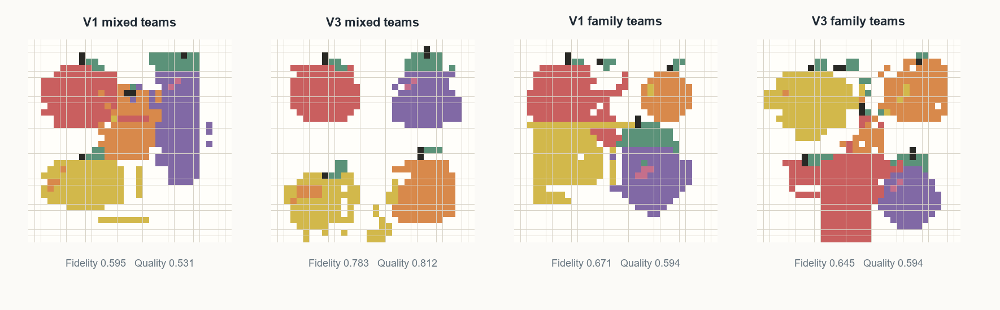 V1 mixed teams
V3 mixed teams
V1 family teams
V3 family teams
Fidelity 0.595 Quality 0.531
Fidelity 0.783 Quality 0.812
Fidelity 0.671 Quality 0.594
Fidelity 0.645 Quality 0.594